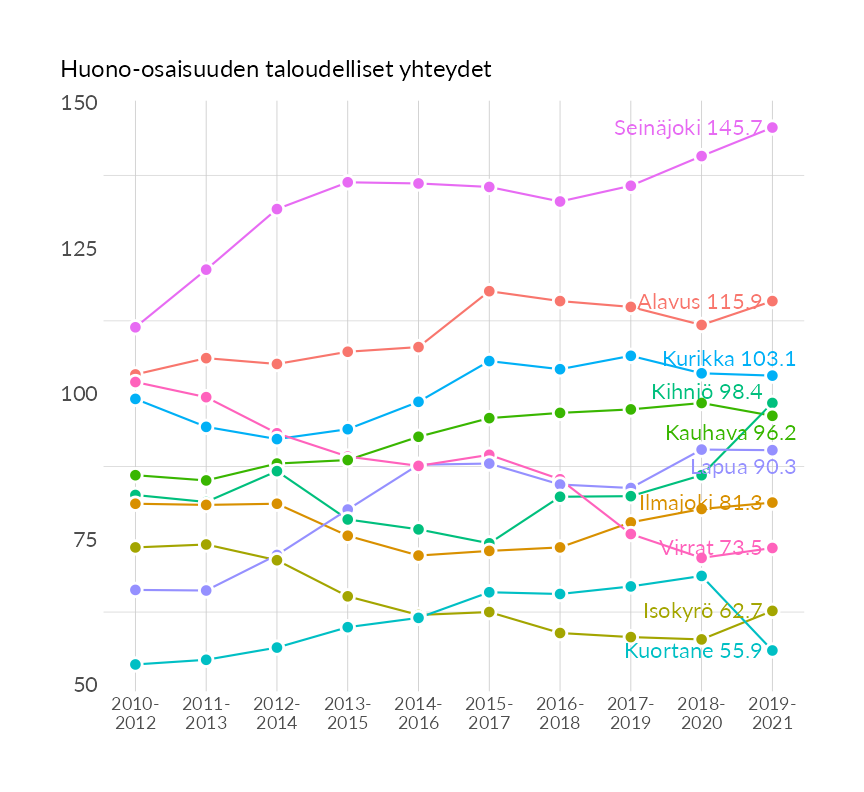 Huono-osaisuuden taloudelliset yhteydet
150
125
100
75
50
Seinäjoki 145.7
Alavus 115.9
Kurikka 103.1
Kihniö 98.4
Kauhava 96.2
Lapua 90.3
Ilmajoki 81.3
Virrat 73.5
Isokyrö 62.7
Kuortane 55.9
2010-
2012
2011-
2013
2012-
2014
2013-
2015
2014-
2016
2015-
2017
2016-
2018
2017-
2019
2018-
2020
2019-
2021